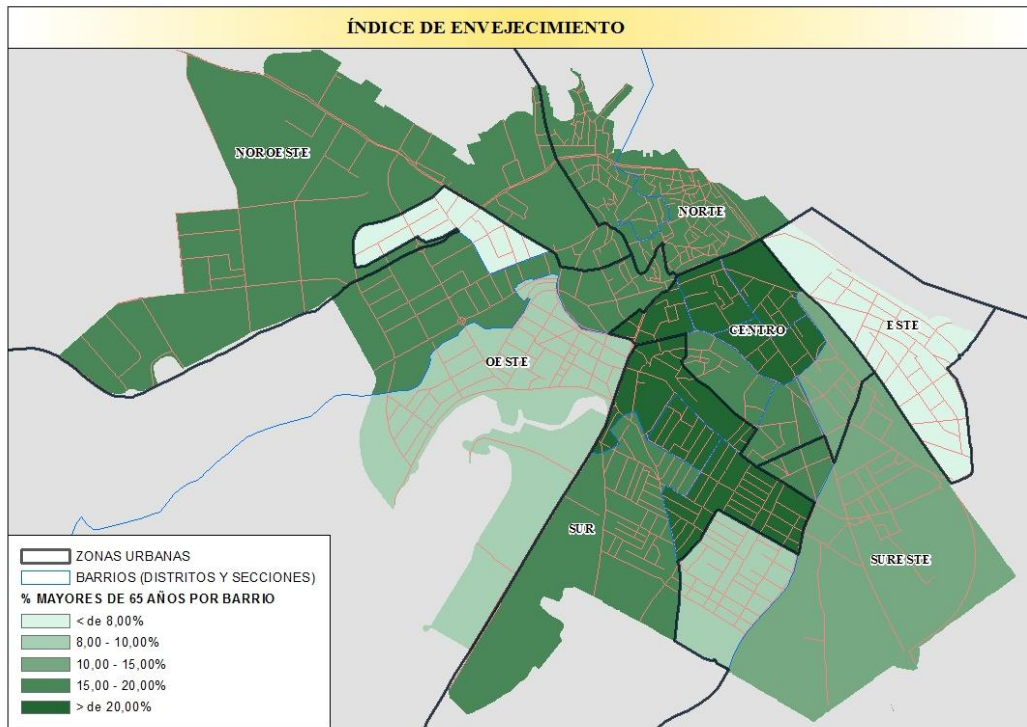 ÍNDICE DE ENVEJECIMIENTO
NOROESTE
NORTE
CENTRO
ESTE
OESTE
SUR
SURESTE
ZONAS URBANAS
BARRIOS (DISTRITOS Y SECCIONES)
% MAYORES DE 65 AÑOS POR BARRIO
< de 8,00%
8,00 - 10,00%
10,00 - 15,00%
15,00 - 20,00%
> de 20,00%